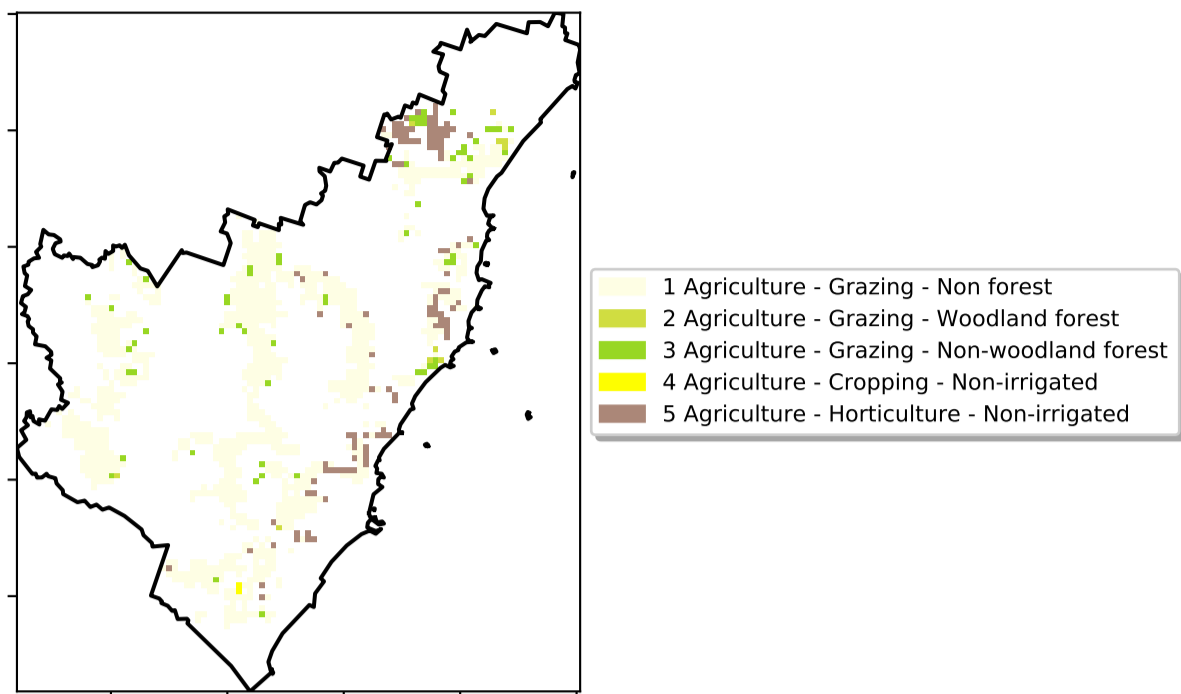 1 Agriculture - Grazing - Non forest
2 Agriculture - Grazing - Woodland forest
3 Agriculture - Grazing - Non-woodland forest
4 Agriculture - Cropping - Non-irrigated
5 Agriculture - Horticulture - Non-irrigated